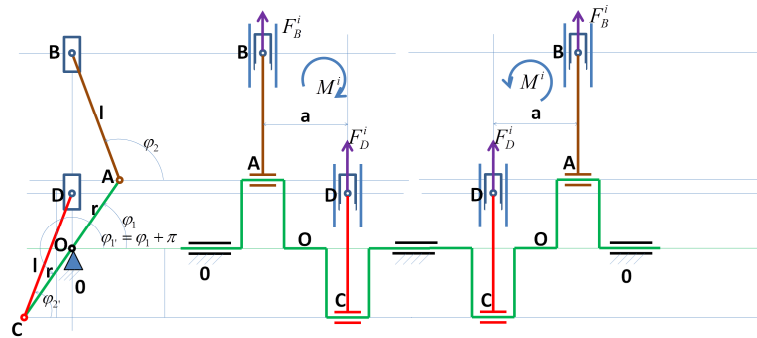 B
l
φ₂
A
D
r
φ₁
φ₁' = φ₁ + π
O
l
r
0
φ₂'
C
F_B^i
B
M^i
a
F_D^i
A
D
O
0
C
F_B^i
B
M^i
a
F_D^i
A
D
O
0
C